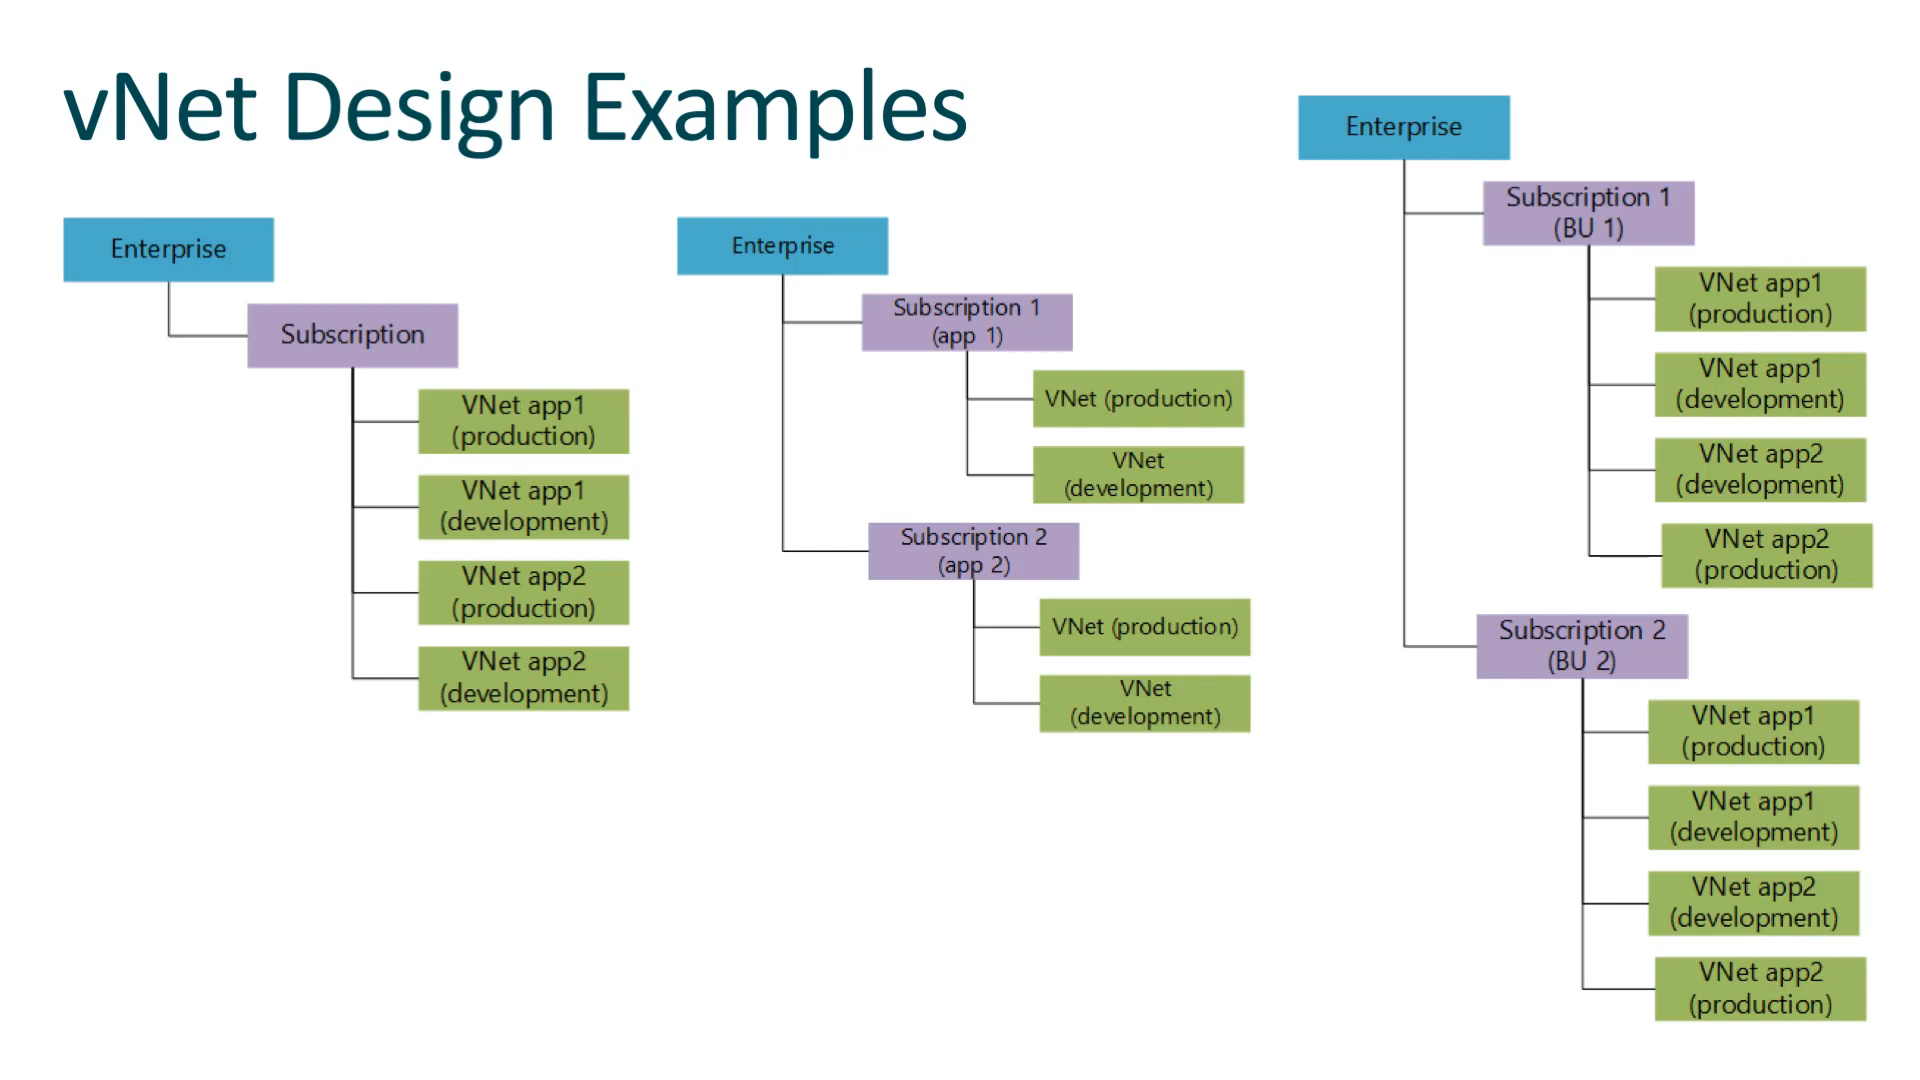 vNet Design Examples
Enterprise
Subscription
VNet app1
(production)
VNet app1
(development)
VNet app2
(production)
VNet app2
(development)
Enterprise
Subscription 1
(app 1)
VNet (production)
VNet
(development)
Subscription 2
(app 2)
VNet (production)
VNet
(development)
Enterprise
Subscription 1
(BU 1)
VNet app1
(production)
VNet app1
(development)
VNet app2
(development)
VNet app2
(production)
Subscription 2
(BU 2)
VNet app1
(production)
VNet app1
(development)
VNet app2
(development)
VNet app2
(production)